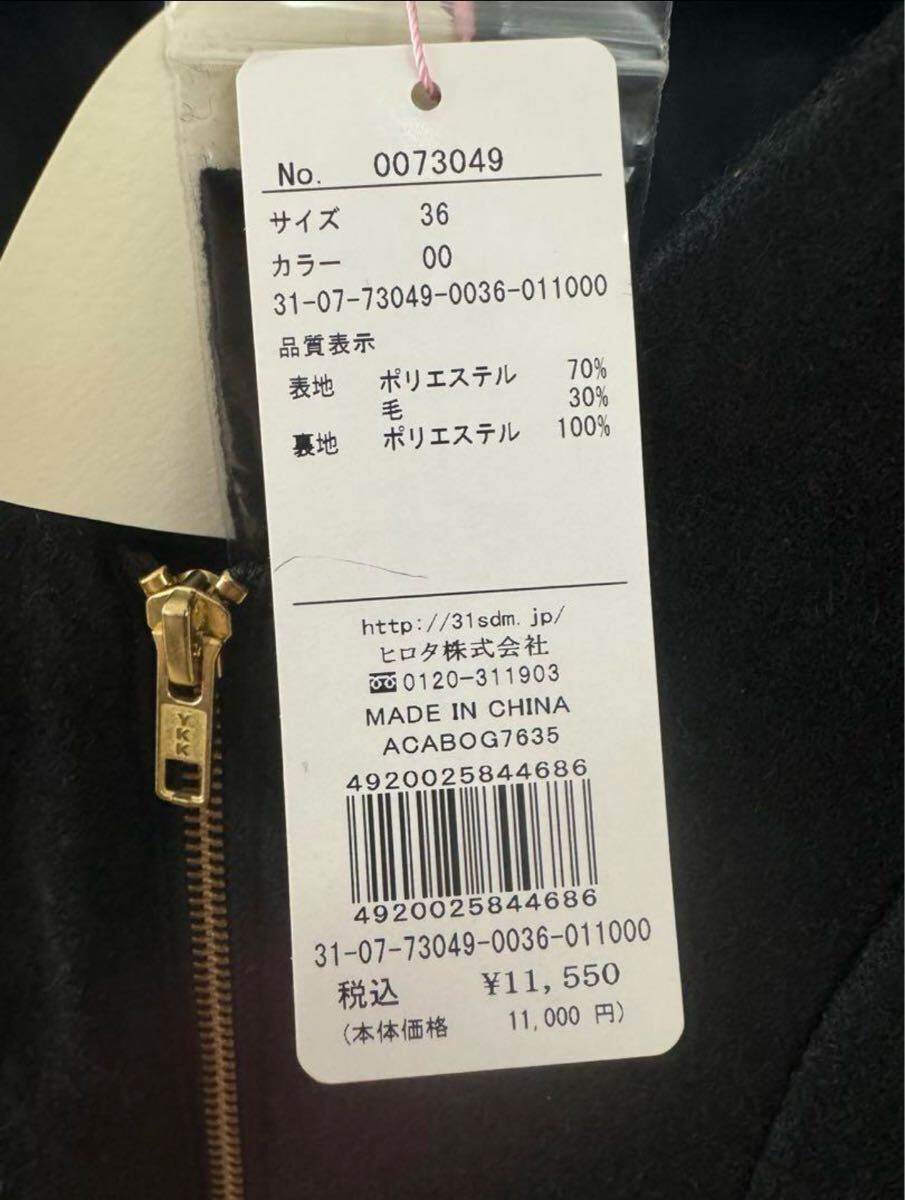 No. 0073049
サイズ 36
カラー 00
31-07-73049-0036-011000
品質表示
表地 ポリエステル 70%
毛 30%
裏地 ポリエステル 100%
http://31sdm.jp/
ヒロタ株式会社
0120-311903
MADE IN CHINA
ACABOG7635
4920025844686
4920025844686
31-07-73049-0036-011000
税込 ¥11,550
(本体価格 11,000 円)
YKK